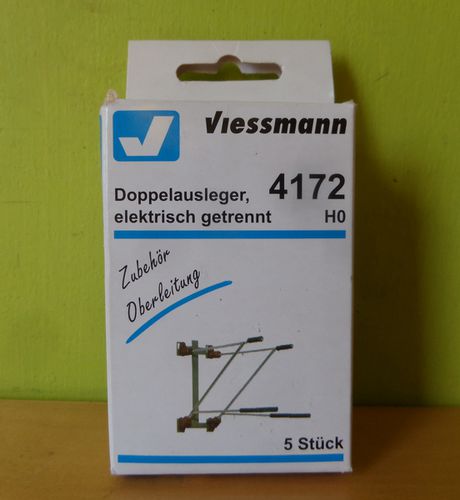 Viessmann
Doppelausleger, 4172
elektrisch getrennt H0
Zubehör
Oberleitung
5 Stück